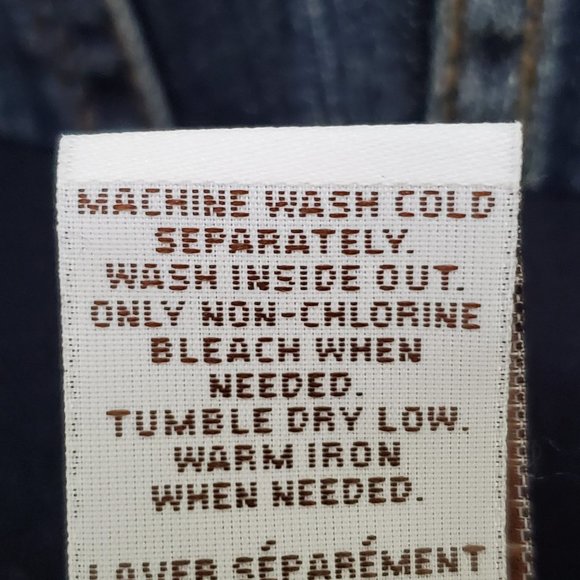 MACHINE WASH COLD
SEPARATELY.
WASH INSIDE OUT.
ONLY NON-CHLORINE
BLEACH WHEN
NEEDED.
TUMBLE DRY LOW.
WARM IRON
WHEN NEEDED.
LAVER SÉPARÉMENT